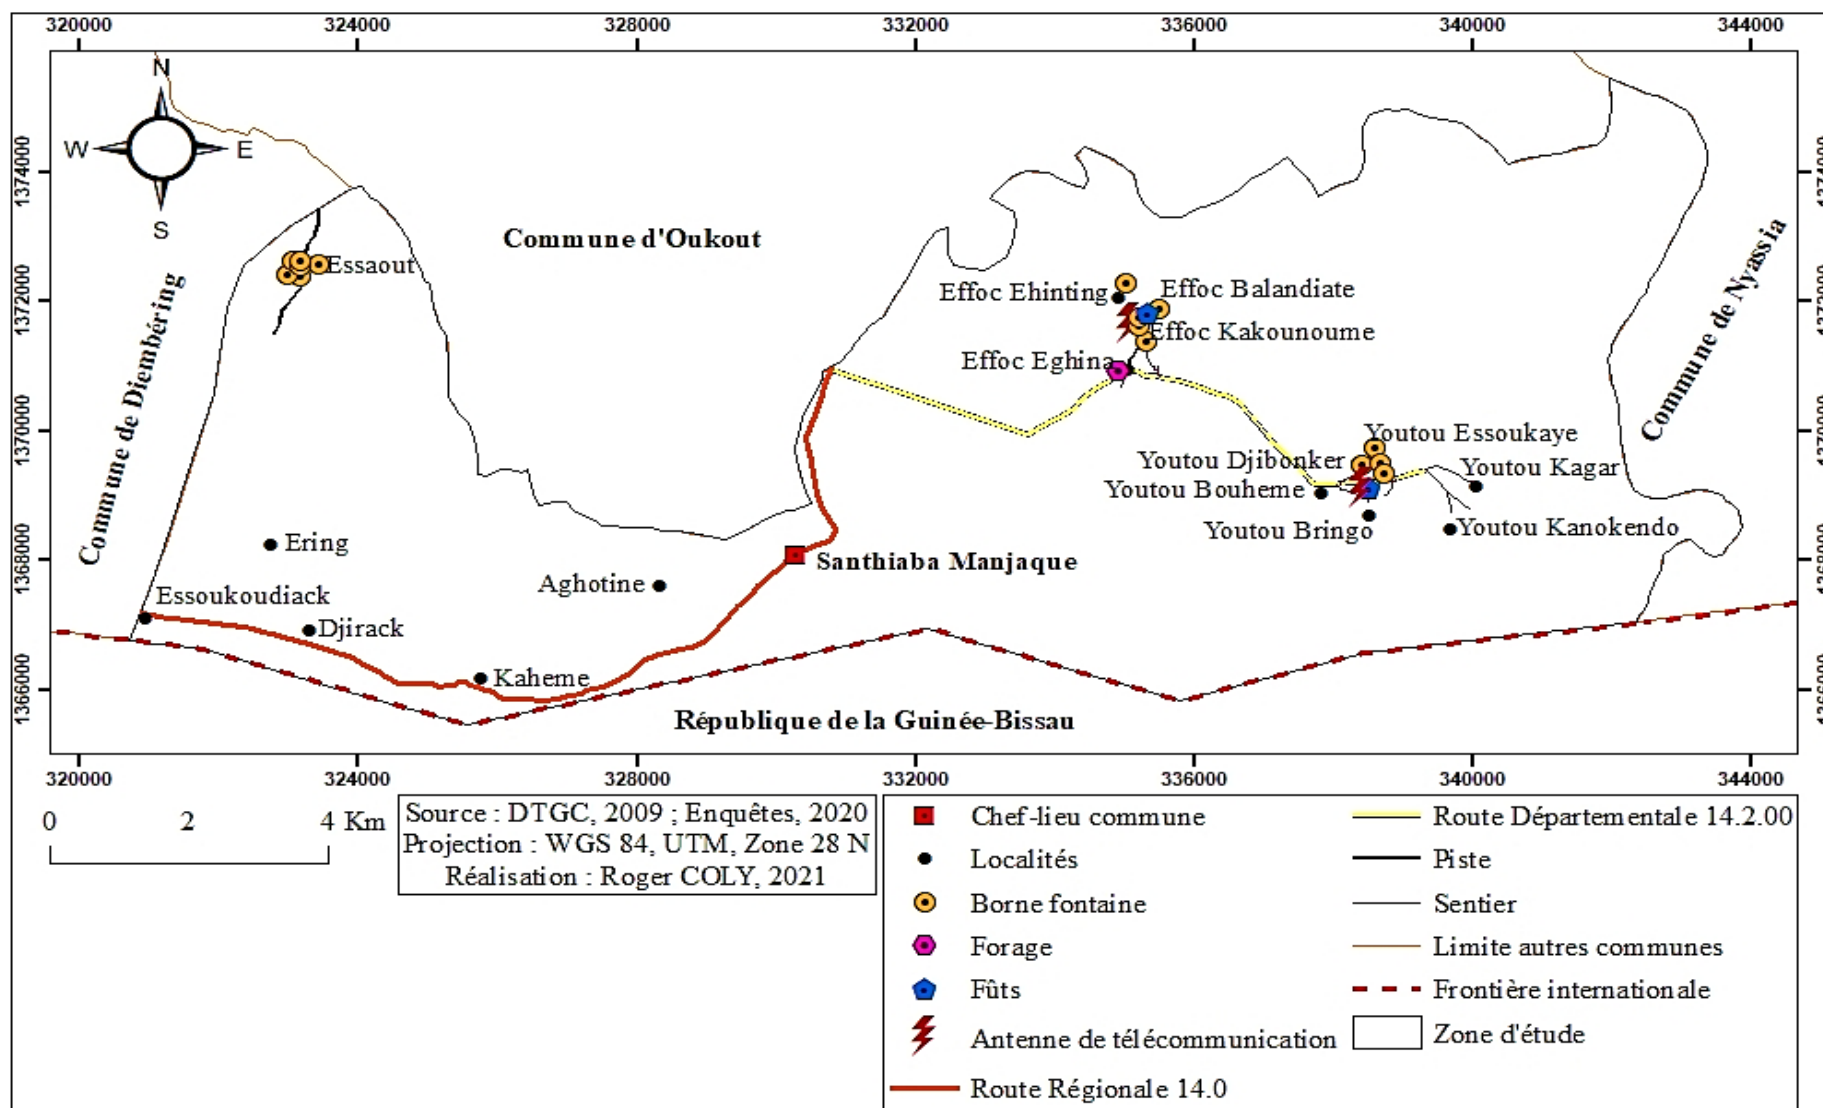 320000 324000 328000 332000 336000 340000 344000
N
W E
S
1374000 1374000
1372000 1372000
1370000 1370000
1368000 1368000
1366000 1366000
Commune d'Oukout
Commune de Diembéring
Commune de Nyassia
Essaout
Effoc Ehinting
Effoc Balandiate
Effoc Kakounoume
Effoc Eghina
Youtou Essoukaye
Youtou Djibonker
Youtou Kagar
Youtou Bouheme
Youtou Bringo
Youtou Kanokendo
Ering
Aghotine
Santhiaba Manjaque
Essoukoudiack
Djirack
Kaheme
République de la Guinée-Bissau
320000 324000 328000 332000 336000 340000 344000
0 2 4 Km
Source : DTGC, 2009 ; Enquêtes, 2020
Projection : WGS 84, UTM, Zone 28 N
Réalisation : Roger COLY, 2021
Chef-lieu commune
Localités
Borne fontaine
Forage
Fûts
Antenne de télécommunication
Route Régionale 14.0
Route Départementale 14.2.00
Piste
Sentier
Limite autres communes
Frontière internationale
Zone d'étude